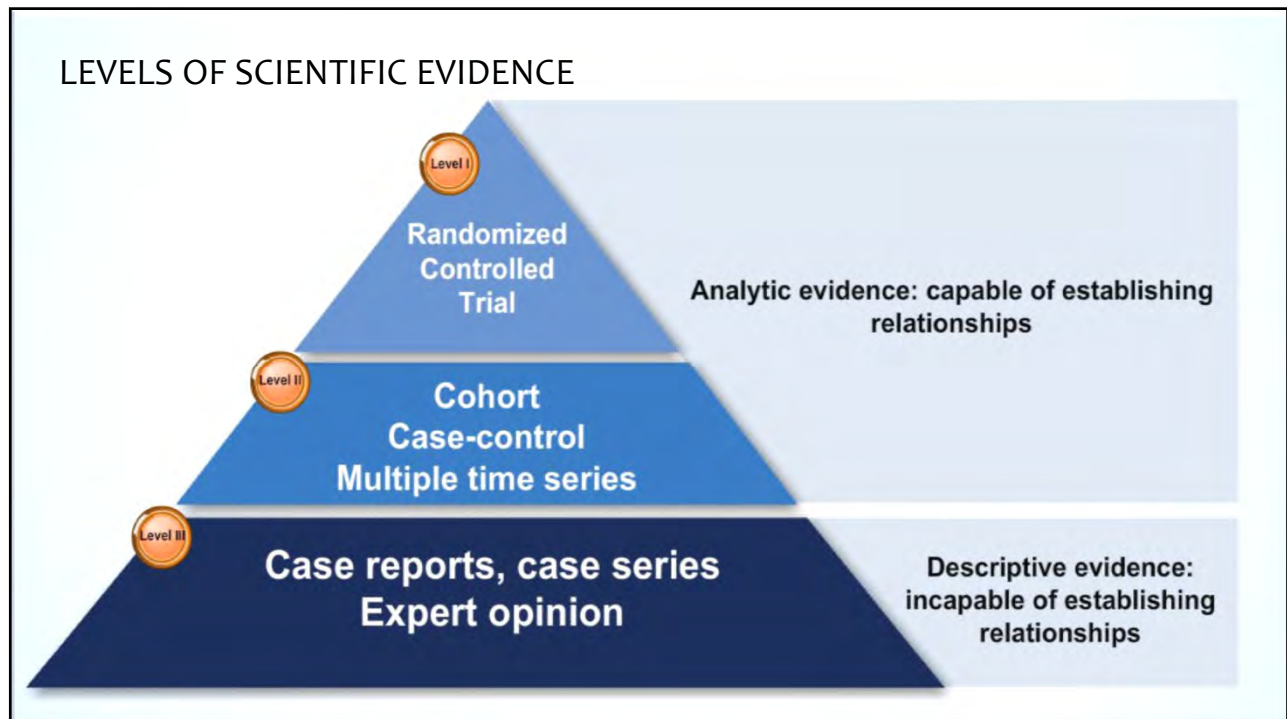 LEVELS OF SCIENTIFIC EVIDENCE
Level I
Randomized
Controlled
Trial
Analytic evidence: capable of establishing
relationships
Level II
Cohort
Case-control
Multiple time series
Level III
Case reports, case series
Expert opinion
Descriptive evidence:
incapable of establishing
relationships